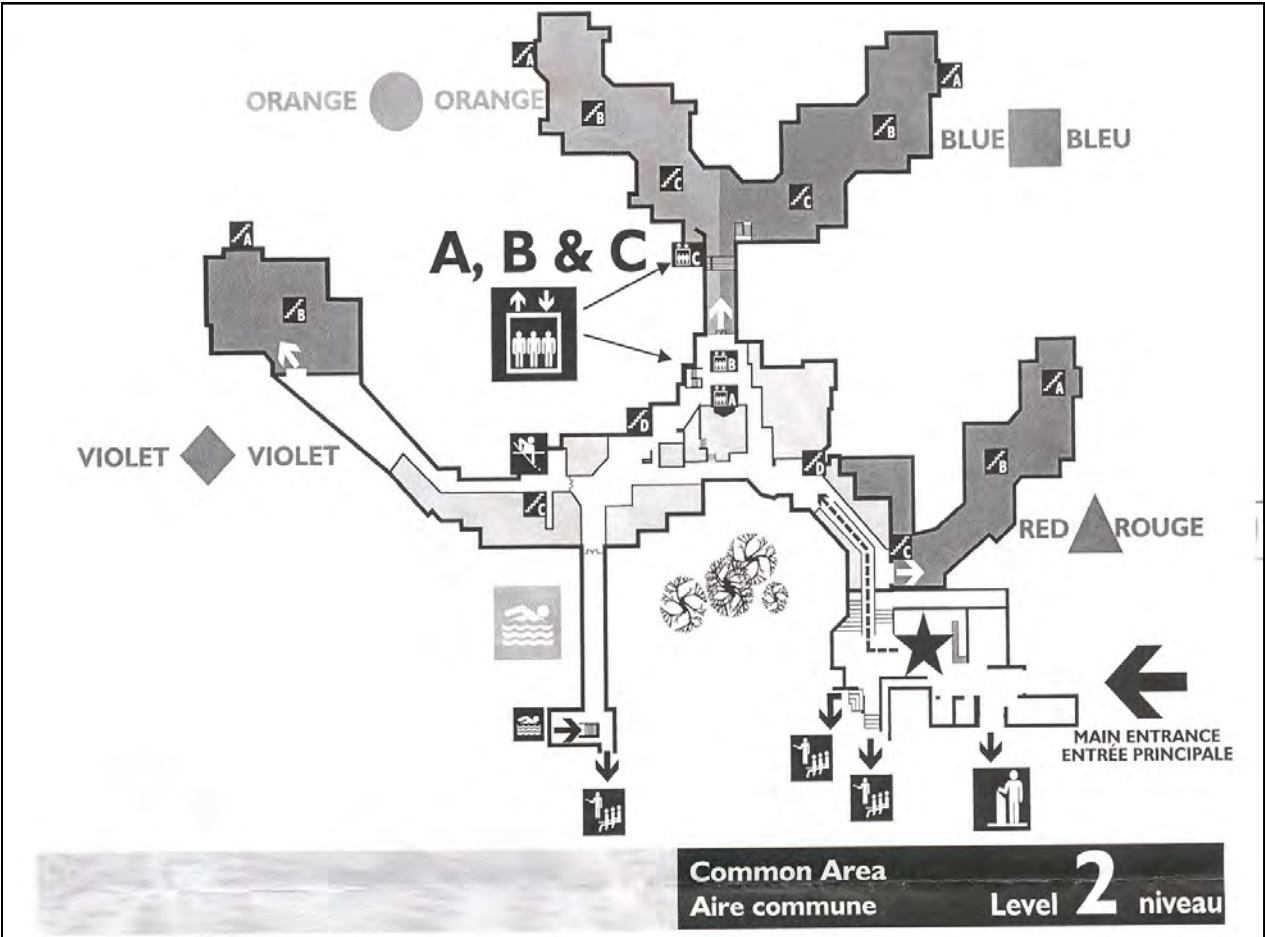 ORANGE ORANGE
BLUE BLEU
A, B & C
VIOLET VIOLET
RED ROUGE
MAIN ENTRANCE
ENTRÉE PRINCIPALE
A
B
C
A
B
C
A
B
C
B
A
D
C
D
A
B
C
Common Area
Aire commune
Level 2 niveau